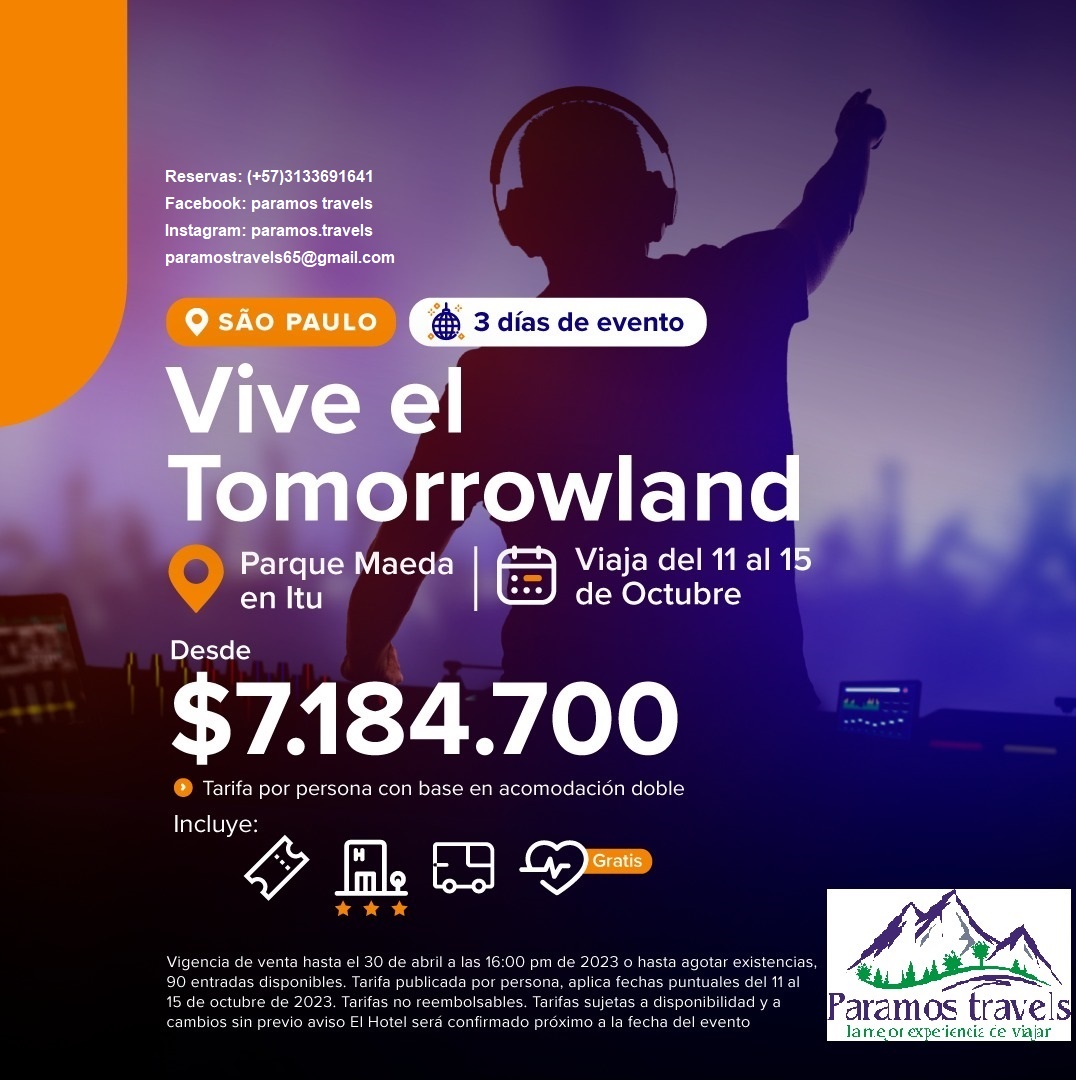 Reservas: (+57)3133691641
Facebook: paramos travels
Instagram: paramos.travels
paramostravels65@gmail.com
SÃO PAULO
3 días de evento
Vive el
Tomorrowland
Parque Maeda
en Itu
Viaja del 11 al 15
de Octubre
Desde
$7.184.700
Tarifa por persona con base en acomodación doble
Incluye:
H
Gratis
Vigencia de venta hasta el 30 de abril a las 16:00 pm de 2023 o hasta agotar existencias,
90 entradas disponibles. Tarifa publicada por persona, aplica fechas puntuales del 11 al
15 de octubre de 2023. Tarifas no reembolsables. Tarifas sujetas a disponibilidad y a
cambios sin previo aviso El Hotel será confirmado próximo a la fecha del evento
Paramos travels
la mejor experiencia de viajar